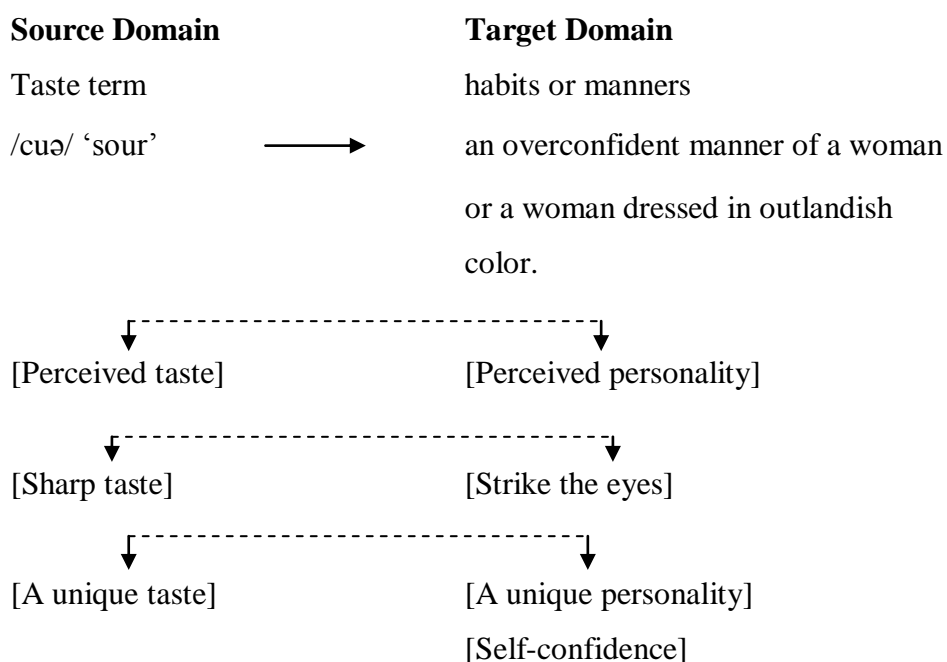 Source Domain Target Domain
Taste term habits or manners
/cuə/ ‘sour’ an overconfident manner of a woman
or a woman dressed in outlandish
color.
[Perceived taste] [Perceived personality]
[Sharp taste] [Strike the eyes]
[A unique taste] [A unique personality]
[Self-confidence]